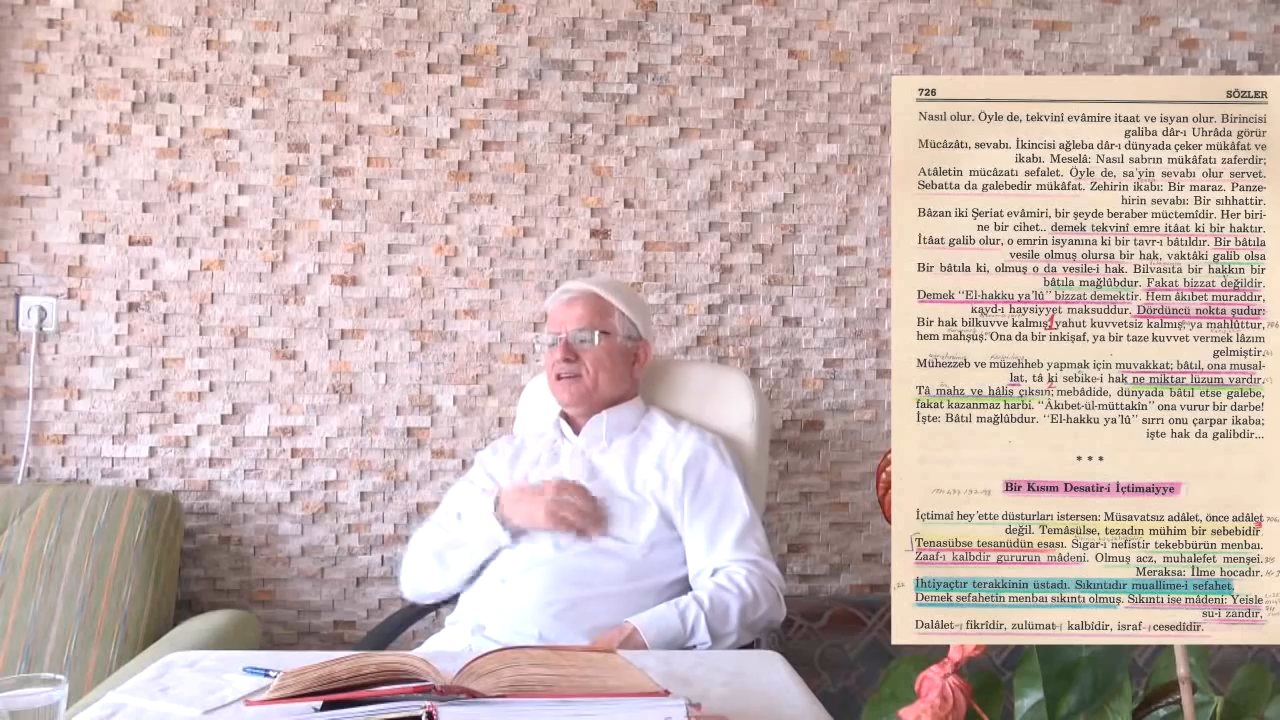 726 SÖZLER
Nasıl olur. Öyle de, tekvinî evâmire itaat ve isyan olur. Birincisi
galiba dâr-ı Uhrâda görür
Mücâzâtı, sevabı. İkincisi ağleba dâr-ı dünyada çeker mükâfat ve
ikabı. Meselâ: Nasıl sabrın mükâfatı zaferdir;
Atâletin mücâzatı sefalet. Öyle de, sa'yin sevabı olur servet.
Sebatta da galebedir mükâfat. Zehirin ikabı: Bir maraz. Panze-
hirin sevabı: Bir sıhhattir.
Bâzan iki Şeriat evâmiri, bir şeyde beraber müctemîdir. Her biri-
ne bir cihet.. demek tekvinî emre itâat ki bir haktır.
İtâat galib olur, o emrin isyanına ki bir tavr-ı bâtıldır. Bir bâtıla
vesile olmuş olursa bir hak, vaktâki galib olsa
Bir bâtıla ki, olmuş o da vesile-i hak. Bilvasıta bir hakkın bir
bâtıla mağlûbdur. Fakat bizzat değildir.
Demek "El-hakku ya'lû" bizzat demektir. Hem âkıbet muraddır,
kayd-ı haysiyyet maksuddur. Dördüncü nokta şudur:
Bir hak bilkuvve kalmış, yahut kuvvetsiz kalmış, ya mahlûttur,
hem mahşuş. Ona da bir inkişaf, ya bir taze kuvvet vermek lâzım
gelmiştir.
Mühezzeb ve müzehheb yapmak için muvakkat; bâtıl, ona musal-
lat, tâ ki sebike-i hak ne miktar lüzum vardır.
Tâ mahz ve hâlis çıksın; mebâdide, dünyada bâtıl etse galebe,
fakat kazanmaz harbi. "Âkıbet-ül-müttakîn" ona vurur bir darbe!
İşte: Bâtıl mağlûbdur. "El-hakku ya'lû" sırrı onu çarpar ikaba;
işte hak da galibdir...
* * *
Bir Kısım Desatir-i İçtimaiyye
İçtimaî hey'ette düsturları istersen: Müsavatsız adâlet, önce adâlet
değil. Temâsülse, tezadın mühim bir sebebidir.
Tenasübse tesanüdün esası. Sıgar-ı nefistir tekebbürün menbaı.
Zaaf-ı kalbdir gururun mâdeni. Olmuş acz, muhalefet menşei.
Meraksa: İlme hocadır.
İhtiyaçtır terakkinin üstadı. Sıkıntıdır muallime-i sefahet.
Demek sefahetin menbaı sıkıntı olmuş. Sıkıntı ise mâdeni: Yeisle
su-i zandır,
Dalâlet-i fikrîdir, zulümat-ı kalbîdir, israf-ı cesedîdir.